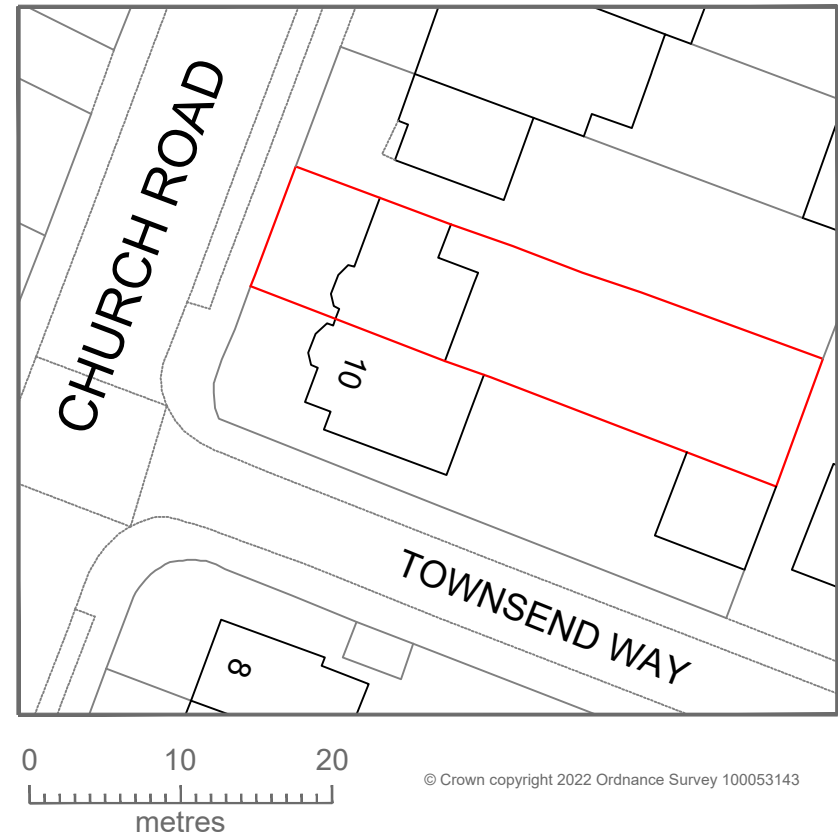 CHURCH ROAD
10
TOWNSEND WAY
8
0 10 20
metres
© Crown copyright 2022 Ordnance Survey 100053143